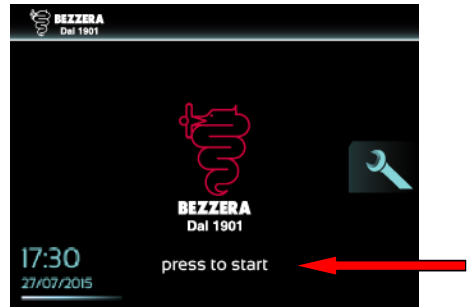 BEZZERA
Dal 1901
BEZZERA
Dal 1901
17:30
press to start
27/07/2015